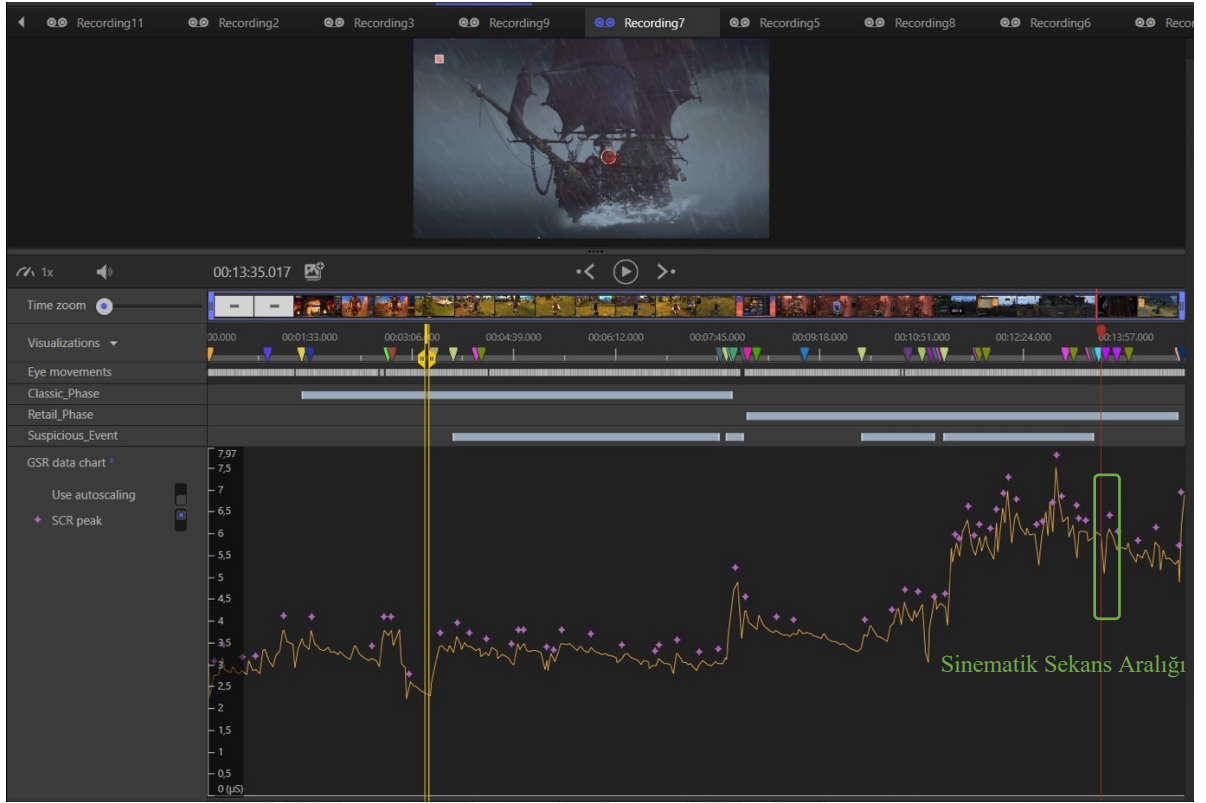 Recording11 Recording2 Recording3 Recording9 Recording7 Recording5 Recording8 Recording6 Recor
1x 00:13:35.017
Time zoom
Visualizations 00.000 00:01:33.000 00:03:06.000 00:04:39.000 00:06:12.000 00:07:45.000 00:09:18.000 00:10:51.000 00:12:24.000 00:13:57.000
Eye movements
Classic_Phase
Retail_Phase
Suspicious_Event
GSR data chart *
Use autoscaling
SCR peak
7,97
7,5
7
6,5
6
5,5
5
4,5
4
3,5
3
2,5
2
1,5
1
0,5
0 (µS)
Sinematik Sekans Aralığı